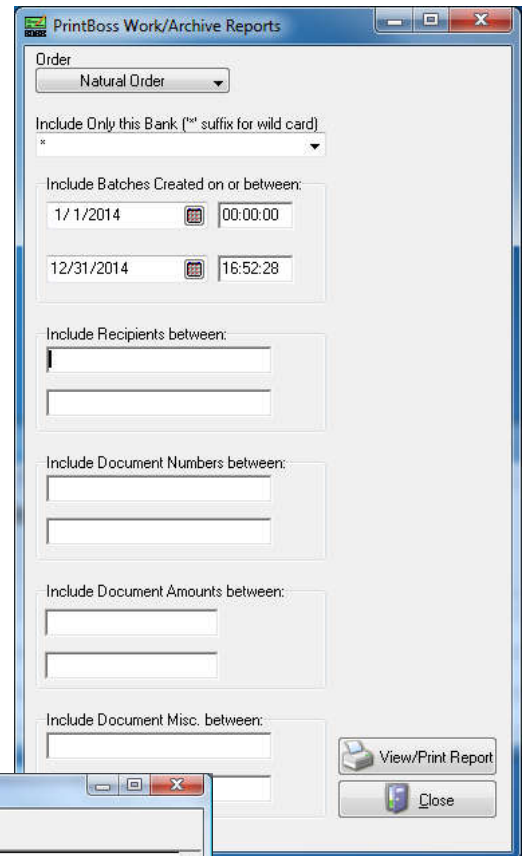 PrintBoss Work/Archive Reports
Order
Natural Order
Include Only this Bank ('*' suffix for wild card)
*
Include Batches Created on or between:
1/ 1/2014 00:00:00
12/31/2014 16:52:28
Include Recipients between:
Include Document Numbers between:
Include Document Amounts between:
Include Document Misc. between:
View/Print Report
Close